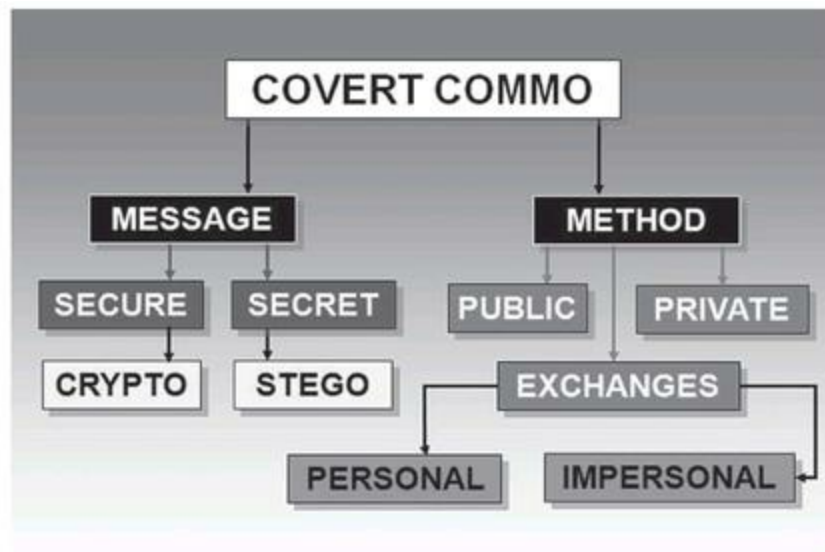 COVERT COMMO
MESSAGE
METHOD
SECURE
SECRET
PUBLIC
PRIVATE
CRYPTO
STEGO
EXCHANGES
PERSONAL
IMPERSONAL